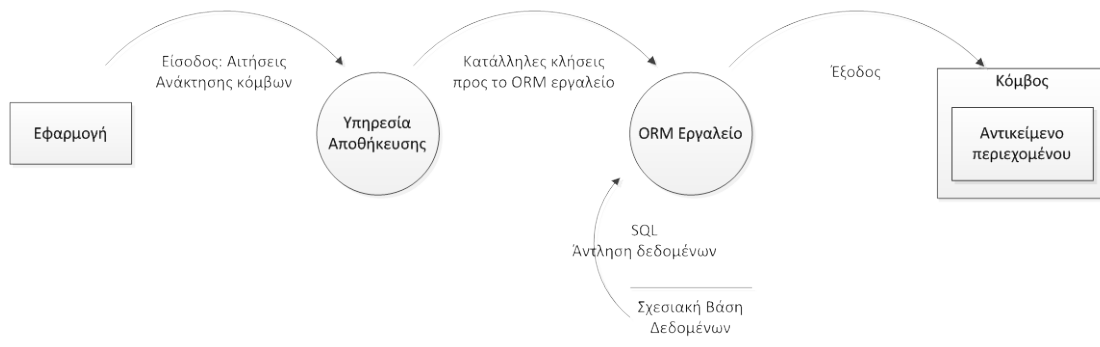 Είσοδος: Αιτήσεις
Ανάκτησης κόμβων
Κατάλληλες κλήσεις
προς το ORM εργαλείο
Έξοδος
Εφαρμογή
Υπηρεσία
Αποθήκευσης
ORM Εργαλείο
Κόμβος
Αντικείμενο
περιεχομένου
SQL
Άντληση δεδομένων
Σχεσιακή Βάση
Δεδομένων